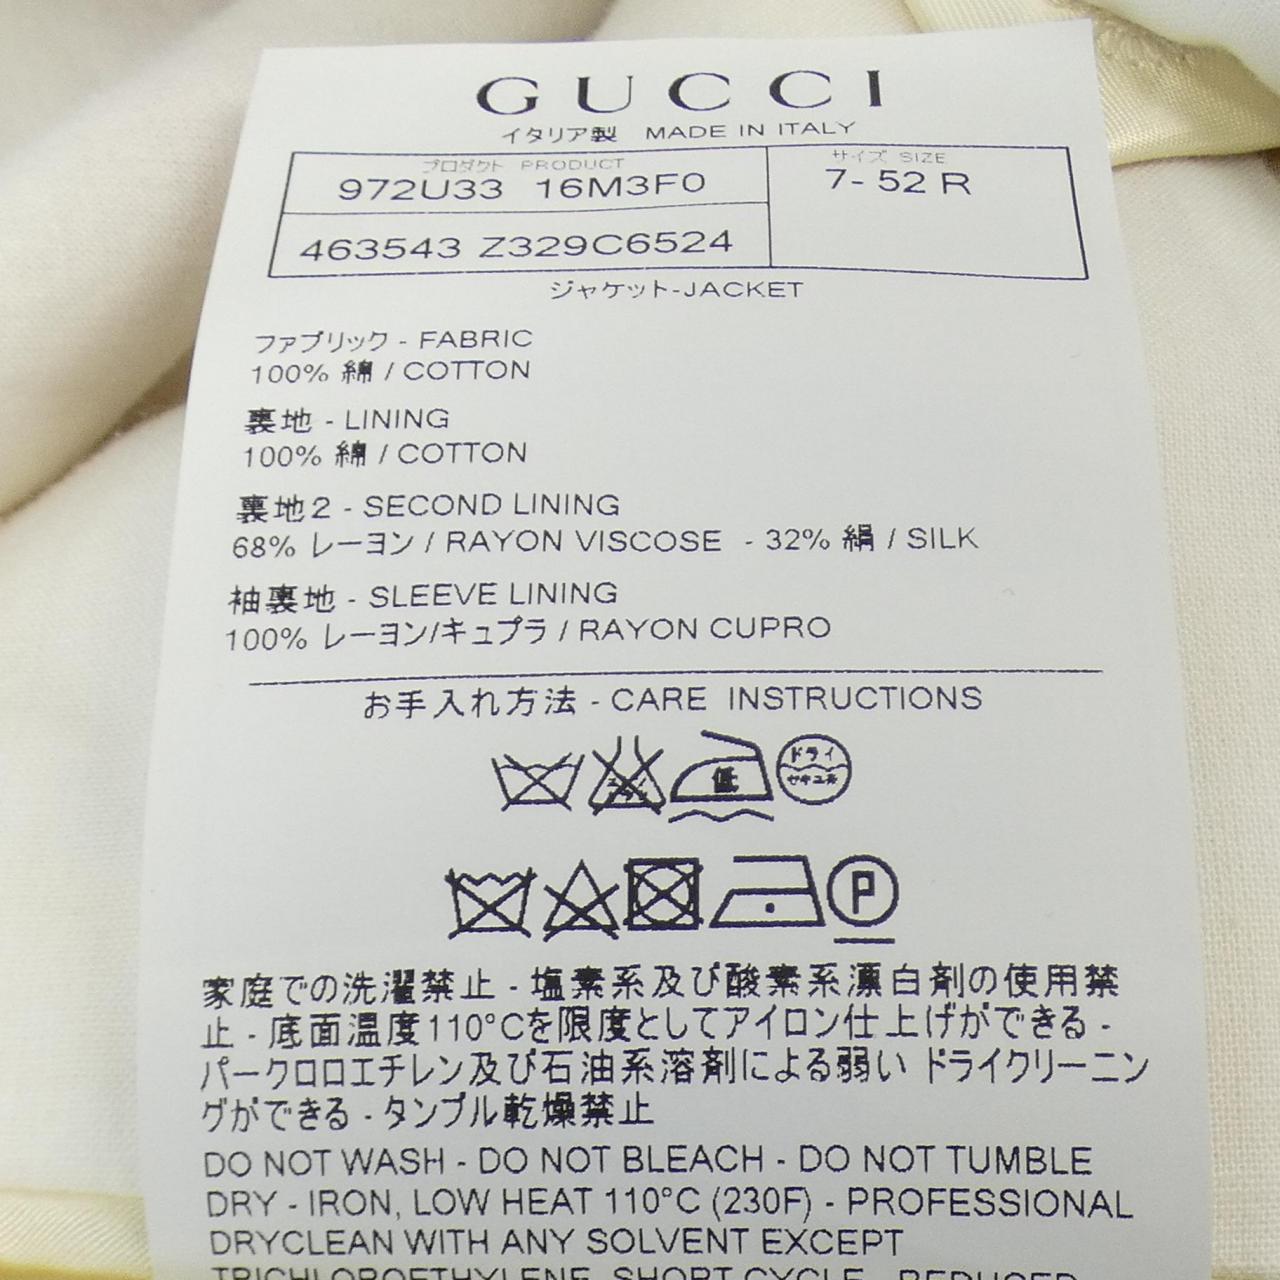 GUCCI
イタリア製 MADE IN ITALY
プロダクト PRODUCT
972U33 16M3F0
サイズ SIZE
7- 52 R
463543 Z329C6524
ジャケット-JACKET
ファブリック - FABRIC
100% 綿 / COTTON
裏地 - LINING
100% 綿 / COTTON
裏地2 - SECOND LINING
68% レーヨン / RAYON VISCOSE - 32% 絹 / SILK
袖裏地 - SLEEVE LINING
100% レーヨン/キュプラ / RAYON CUPRO
お手入れ方法 - CARE INSTRUCTIONS
低 ドライ
セキユ系
P
家庭での洗濯禁止 - 塩素系及び酸素系漂白剤の使用禁
止 - 底面温度110°Cを限度としてアイロン仕上げができる -
パークロロエチレン及び石油系溶剤による弱い ドライクリーニン
グができる - タンブル乾燥禁止
DO NOT WASH - DO NOT BLEACH - DO NOT TUMBLE
DRY - IRON, LOW HEAT 110°C (230F) - PROFESSIONAL
DRYCLEAN WITH ANY SOLVENT EXCEPT
TRICHLOROETHYLENE, SHORT CYCLE - REDUCED